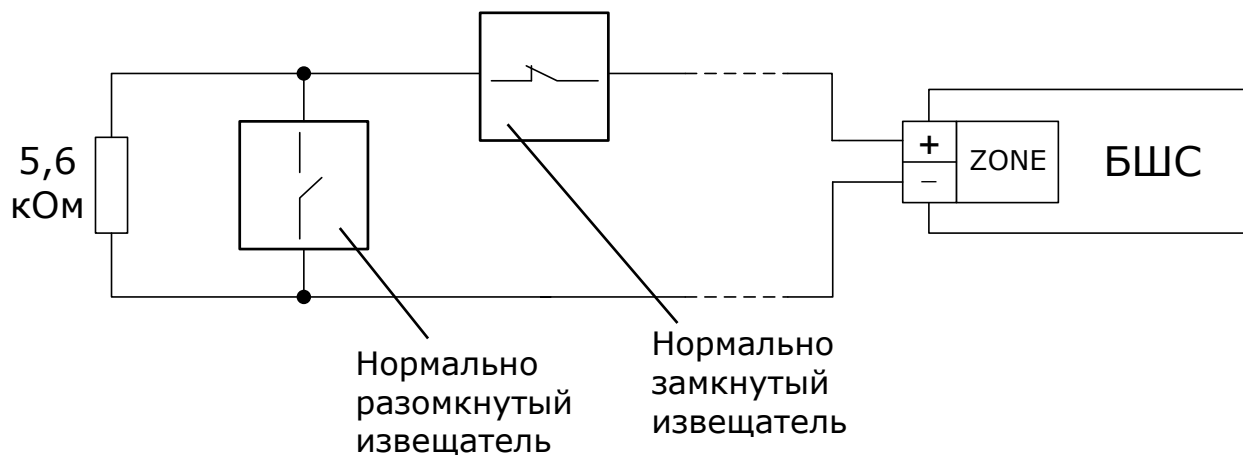 5,6
кОм
+
−
ZONE
БШС
Нормально
разомкнутый
извещатель
Нормально
замкнутый
извещатель